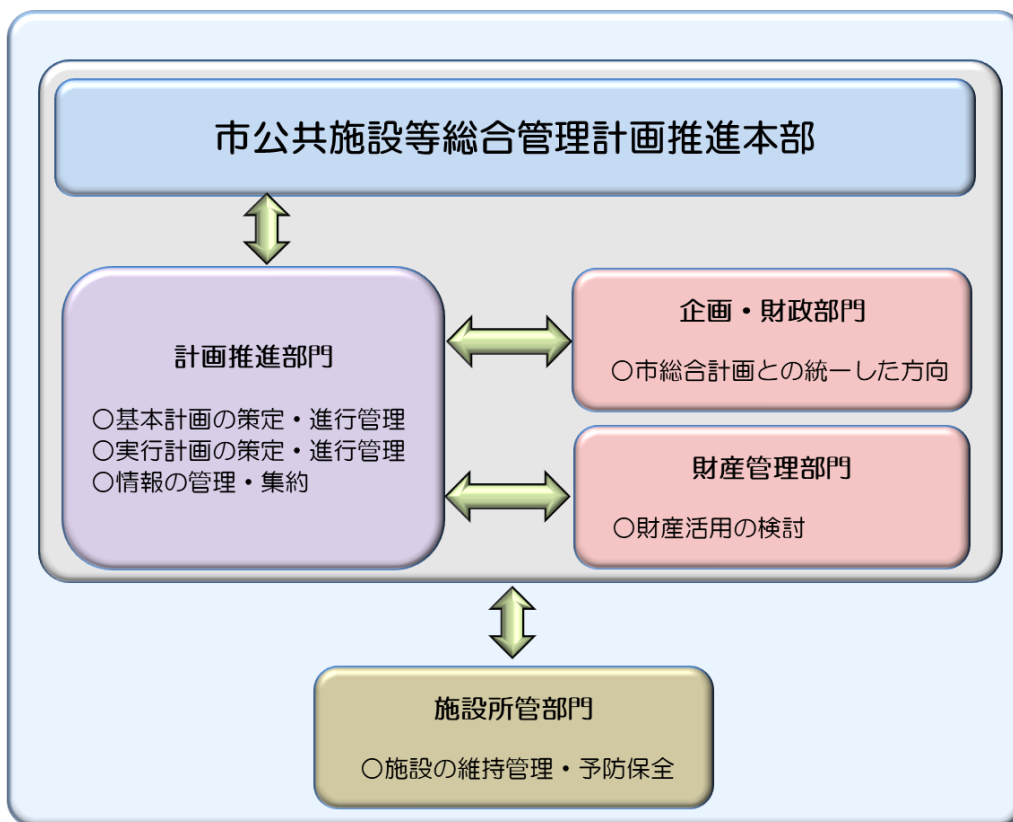 市公共施設等総合管理計画推進本部
計画推進部門
○基本計画の策定・進行管理
○実行計画の策定・進行管理
○情報の管理・集約
企画・財政部門
○市総合計画との統一した方向
財産管理部門
○財産活用の検討
施設所管部門
○施設の維持管理・予防保全